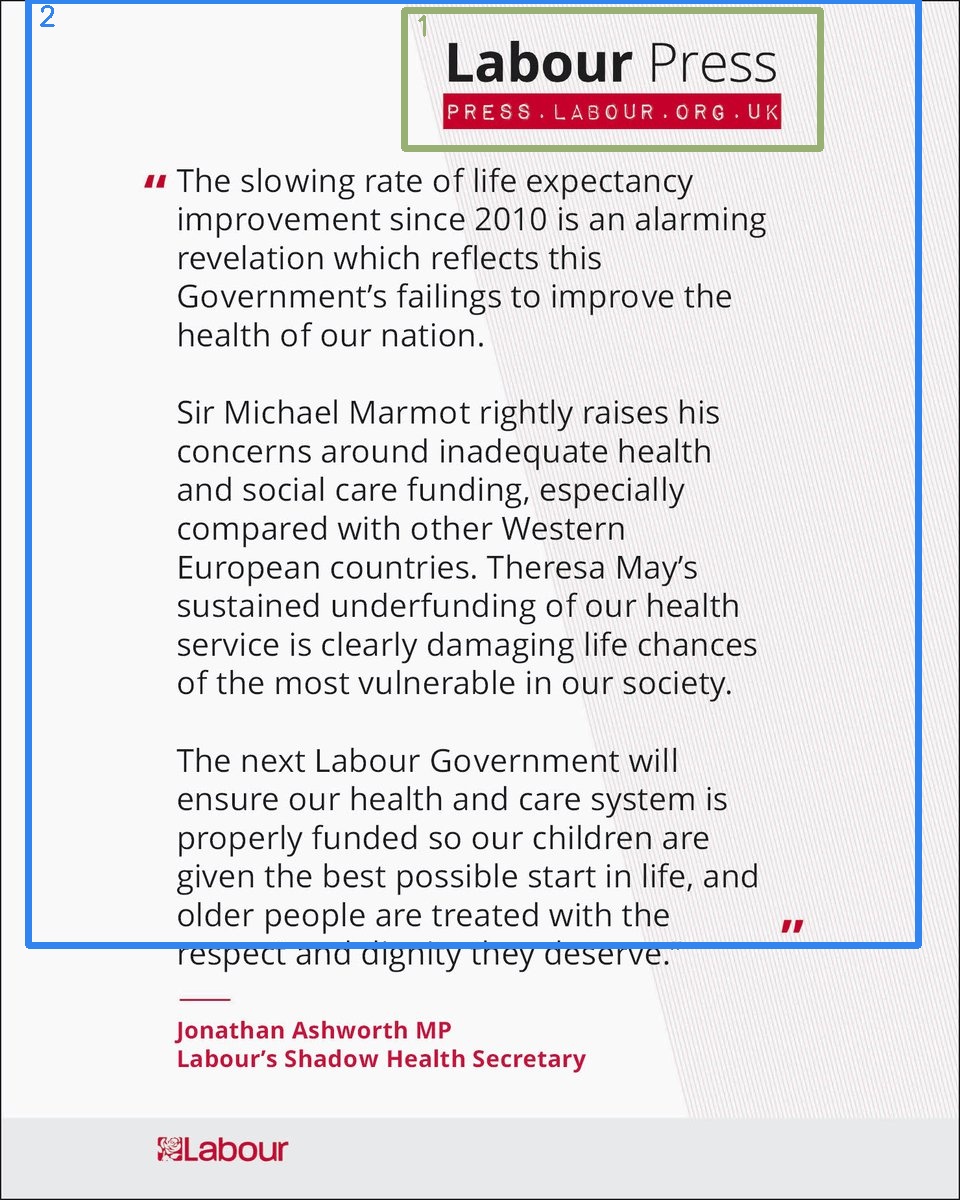 Labour Press
PRESS.LABOUR.ORG.UK
“ The slowing rate of life expectancy
improvement since 2010 is an alarming
revelation which reflects this
Government’s failings to improve the
health of our nation.
Sir Michael Marmot rightly raises his
concerns around inadequate health
and social care funding, especially
compared with other Western
European countries. Theresa May’s
sustained underfunding of our health
service is clearly damaging life chances
of the most vulnerable in our society.
The next Labour Government will
ensure our health and care system is
properly funded so our children are
given the best possible start in life, and
older people are treated with the ”
respect and dignity they deserve."
Jonathan Ashworth MP
Labour’s Shadow Health Secretary
Labour
1
2